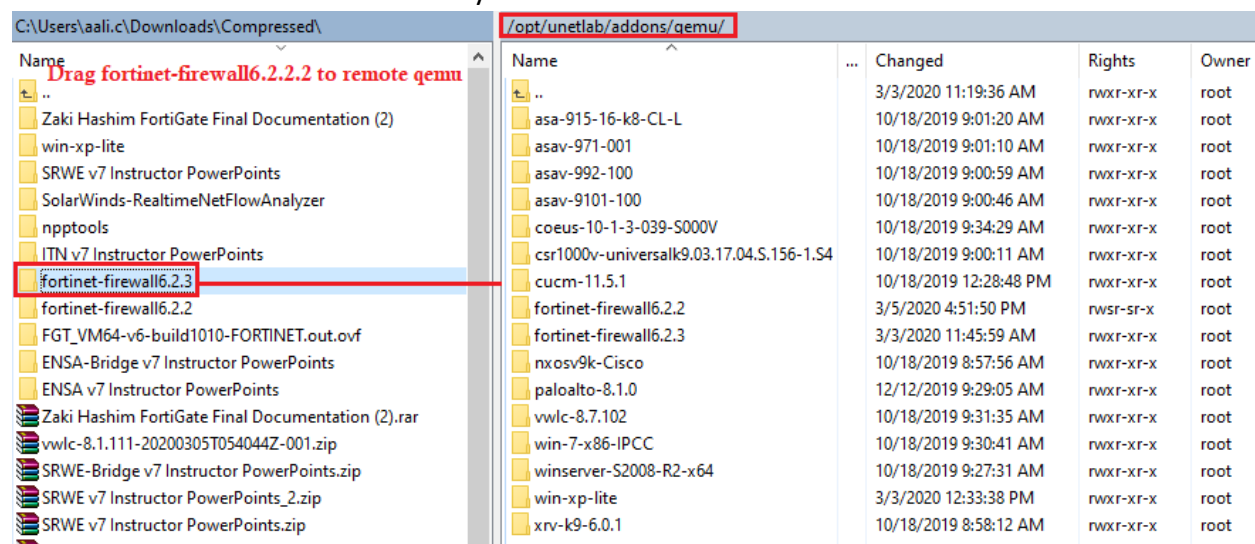 C:\Users\aali.c\Downloads\Compressed\
Name
Drag fortinet-firewall6.2.2.2 to remote qemu
..
Zaki Hashim FortiGate Final Documentation (2)
win-xp-lite
SRWE v7 Instructor PowerPoints
SolarWinds-RealtimeNetFlowAnalyzer
npptools
ITN v7 Instructor PowerPoints
fortinet-firewall6.2.3
fortinet-firewall6.2.2
FGT_VM64-v6-build1010-FORTINET.out.ovf
ENSA-Bridge v7 Instructor PowerPoints
ENSA v7 Instructor PowerPoints
Zaki Hashim FortiGate Final Documentation (2).rar
vwlc-8.1.111-20200305T054044Z-001.zip
SRWE-Bridge v7 Instructor PowerPoints.zip
SRWE v7 Instructor PowerPoints_2.zip
SRWE v7 Instructor PowerPoints.zip
/opt/unetlab/addons/qemu/
Name ... Changed Rights Owner
.. 3/3/2020 11:19:36 AM rwxr-xr-x root
asa-915-16-k8-CL-L 10/18/2019 9:01:20 AM rwxr-xr-x root
asav-971-001 10/18/2019 9:01:10 AM rwxr-xr-x root
asav-992-100 10/18/2019 9:00:59 AM rwxr-xr-x root
asav-9101-100 10/18/2019 9:00:46 AM rwxr-xr-x root
coeus-10-1-3-039-S000V 10/18/2019 9:34:29 AM rwxr-xr-x root
csr1000v-universalk9.03.17.04.S.156-1.S4 10/18/2019 9:00:11 AM rwxr-xr-x root
cucm-11.5.1 10/18/2019 12:28:48 PM rwxr-xr-x root
fortinet-firewall6.2.2 3/5/2020 4:51:50 PM rwsr-sr-x root
fortinet-firewall6.2.3 3/3/2020 11:45:59 AM rwxr-xr-x root
nxosv9k-Cisco 10/18/2019 8:57:56 AM rwxr-xr-x root
paloalto-8.1.0 12/12/2019 9:29:05 AM rwxr-xr-x root
vwlc-8.7.102 10/18/2019 9:31:35 AM rwxr-xr-x root
win-7-x86-IPCC 10/18/2019 9:30:41 AM rwxr-xr-x root
winserver-S2008-R2-x64 10/18/2019 9:27:31 AM rwxr-xr-x root
win-xp-lite 3/3/2020 12:33:38 PM rwxr-xr-x root
xrv-k9-6.0.1 10/18/2019 8:58:12 AM rwxr-xr-x root